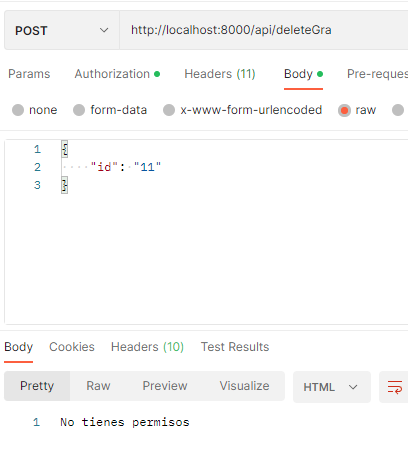 POST http://localhost:8000/api/deleteGra
Params Authorization Headers (11) Body Pre-reques
none form-data x-www-form-urlencoded raw
1 {
2 "id": "11"
3 }
Body Cookies Headers (10) Test Results
Pretty Raw Preview Visualize HTML
1 No tienes permisos